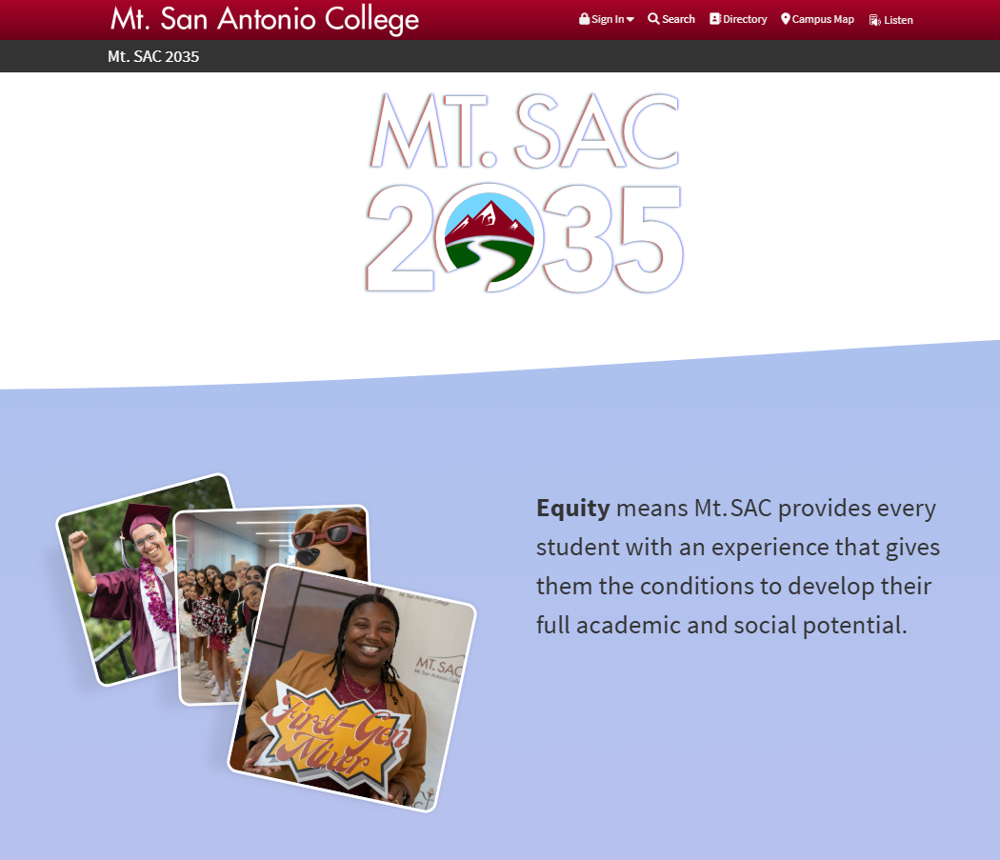 Mt. San Antonio College
Sign In
Search
Directory
Campus Map
Listen
Mt. SAC 2035
MT. SAC
2035
Equity means Mt. SAC provides every
student with an experience that gives
them the conditions to develop their
full academic and social potential.
Mt. San Antonio College
MT. SAC
Mt. San Antonio Colle
First-Gen
Mixer